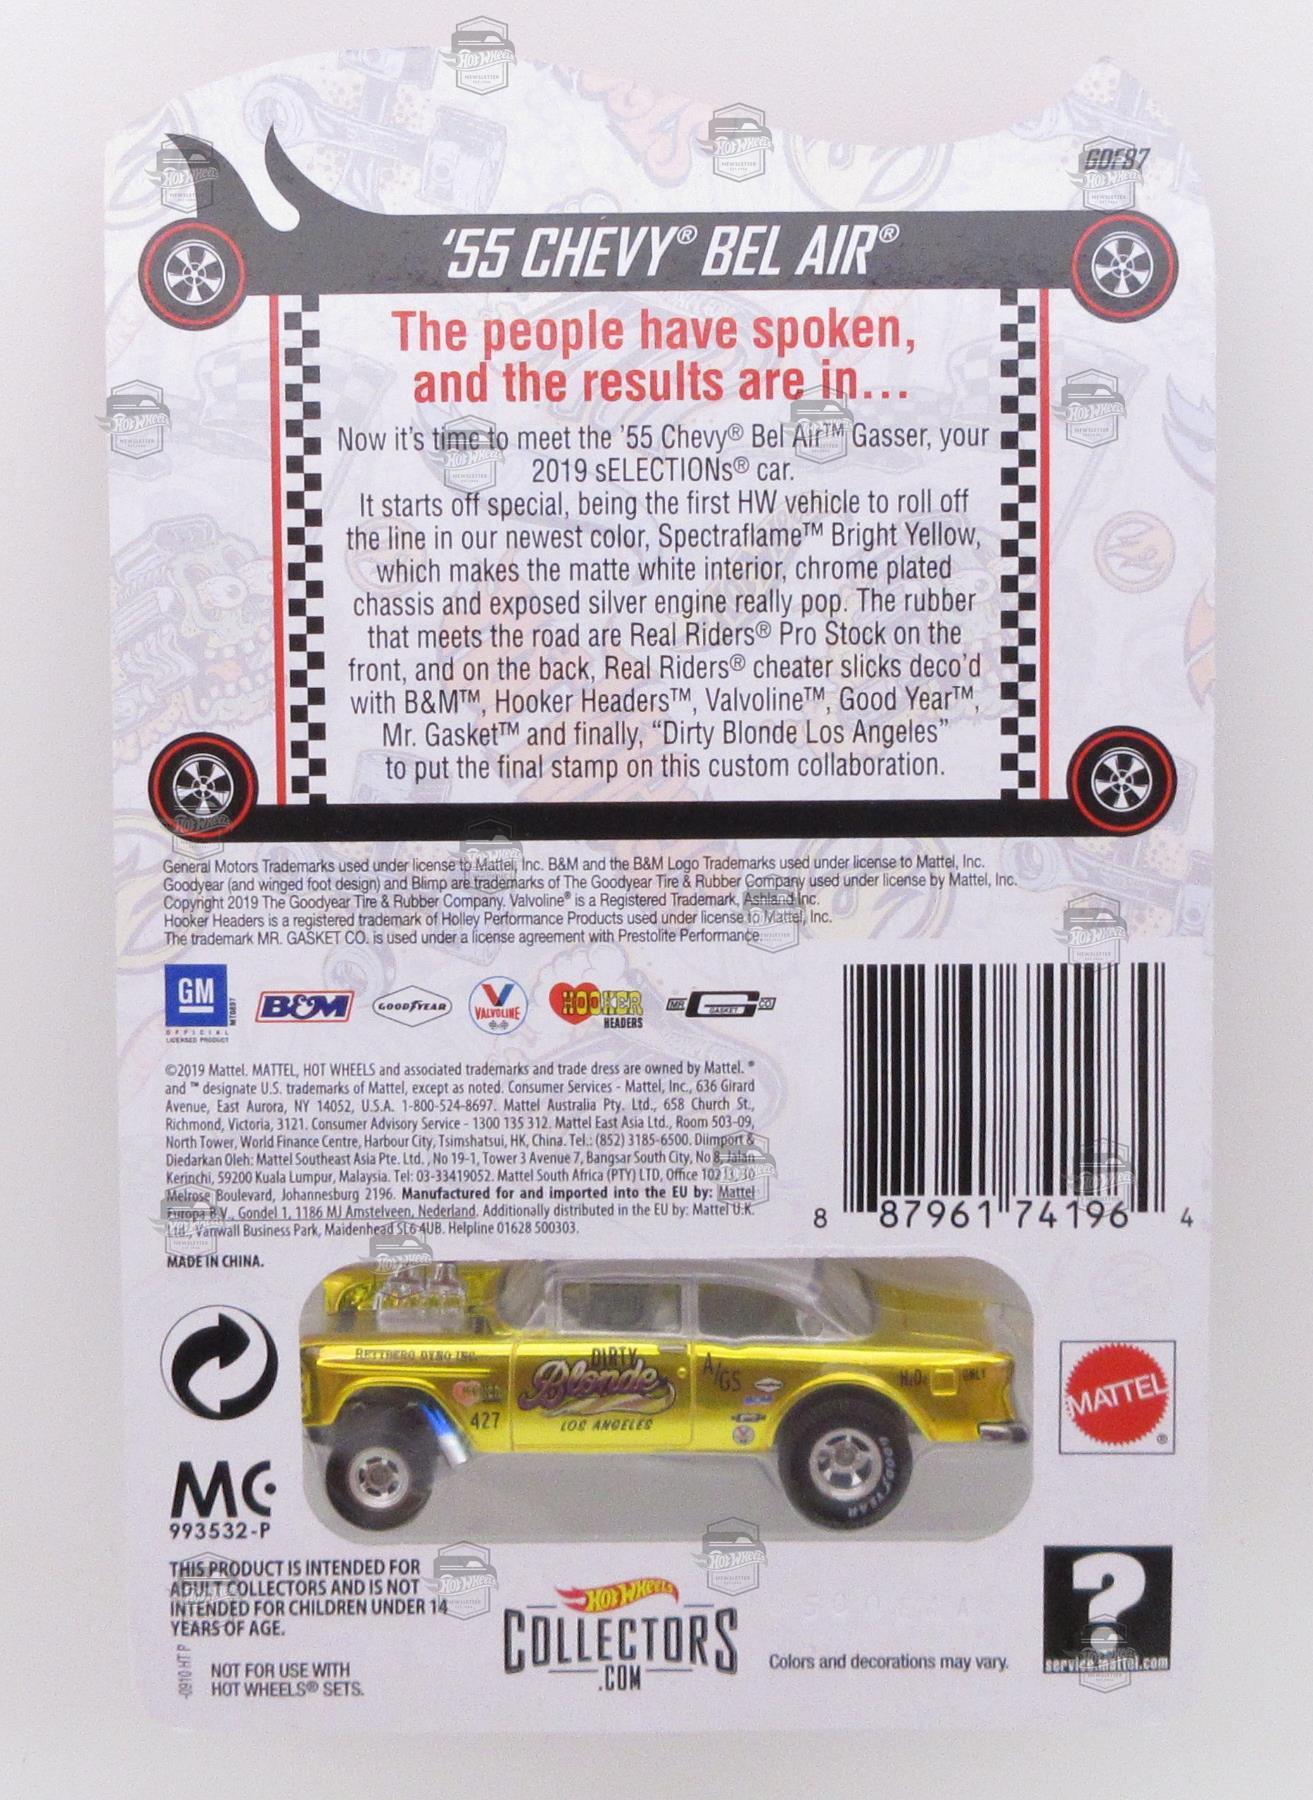 GDF87
'55 CHEVY® BEL AIR®
The people have spoken,
and the results are in...
Now it's time to meet the '55 Chevy® Bel Air™ Gasser, your
2019 sELECTIONs® car.
It starts off special, being the first HW vehicle to roll off
the line in our newest color, Spectraflame™ Bright Yellow,
which makes the matte white interior, chrome plated
chassis and exposed silver engine really pop. The rubber
that meets the road are Real Riders® Pro Stock on the
front, and on the back, Real Riders® cheater slicks deco'd
with B&M™, Hooker Headers™, Valvoline™, Good Year™,
Mr. Gasket™ and finally, “Dirty Blonde Los Angeles”
to put the final stamp on this custom collaboration.
General Motors Trademarks used under license to Mattel, Inc. B&M and the B&M Logo Trademarks used under license to Mattel, Inc.
Goodyear (and winged foot design) and Blimp are trademarks of The Goodyear Tire & Rubber Company used under license by Mattel, Inc.
Copyright 2019 The Goodyear Tire & Rubber Company. Valvoline® is a Registered Trademark, Ashland Inc.
Hooker Headers is a registered trademark of Holley Performance Products used under license to Mattel, Inc.
The trademark MR. GASKET CO. is used under a license agreement with Prestolite Performance.
GM
OFFICIAL
LICENSED PRODUCT
B&M
GOODYEAR
VALVOLINE
HOOKER
HEADERS
MR. GASKET CO
©2019 Mattel. MATTEL, HOT WHEELS and associated trademarks and trade dress are owned by Mattel. ®
and ™ designate U.S. trademarks of Mattel, except as noted. Consumer Services - Mattel, Inc., 636 Girard
Avenue, East Aurora, NY 14052, U.S.A. 1-800-524-8697. Mattel Australia Pty. Ltd., 658 Church St.,
Richmond, Victoria, 3121. Consumer Advisory Service - 1300 135 312. Mattel East Asia Ltd., Room 503-09,
North Tower, World Finance Centre, Harbour City, Tsimshatsui, HK, China. Tel.: (852) 3185-6500. Diimport &
Diedarkan Oleh: Mattel Southeast Asia Pte. Ltd., No 19-1, Tower 3 Avenue 7, Bangsar South City, No 8, Jalan
Kerinchi, 59200 Kuala Lumpur, Malaysia. Tel: 03-33419052. Mattel South Africa (PTY) LTD, Office 102 I3, 30
Melrose Boulevard, Johannesburg 2196. Manufactured for and imported into the EU by: Mattel
Europa B.V., Gondel 1, 1186 MJ Amstelveen, Nederland. Additionally distributed in the EU by: Mattel U.K.
Ltd., Vanwall Business Park, Maidenhead SL6 4UB. Helpline 01628 500303.
8 87961 74196 4
MADE IN CHINA.
REITBERG DYNO INC.
DIRTY
Blonde
LOS ANGELES
427
A/GS
H2O ONLY
GOODYEAR
MATTEL®
MC
993532-P
THIS PRODUCT IS INTENDED FOR
ADULT COLLECTORS AND IS NOT
INTENDED FOR CHILDREN UNDER 14
YEARS OF AGE.
NOT FOR USE WITH
HOT WHEELS® SETS.
-0910 HT P
HOT WHEELS
COLLECTORS
.COM
Colors and decorations may vary.
?
service.mattel.com
HOT WHEELS
NEWSLETTER